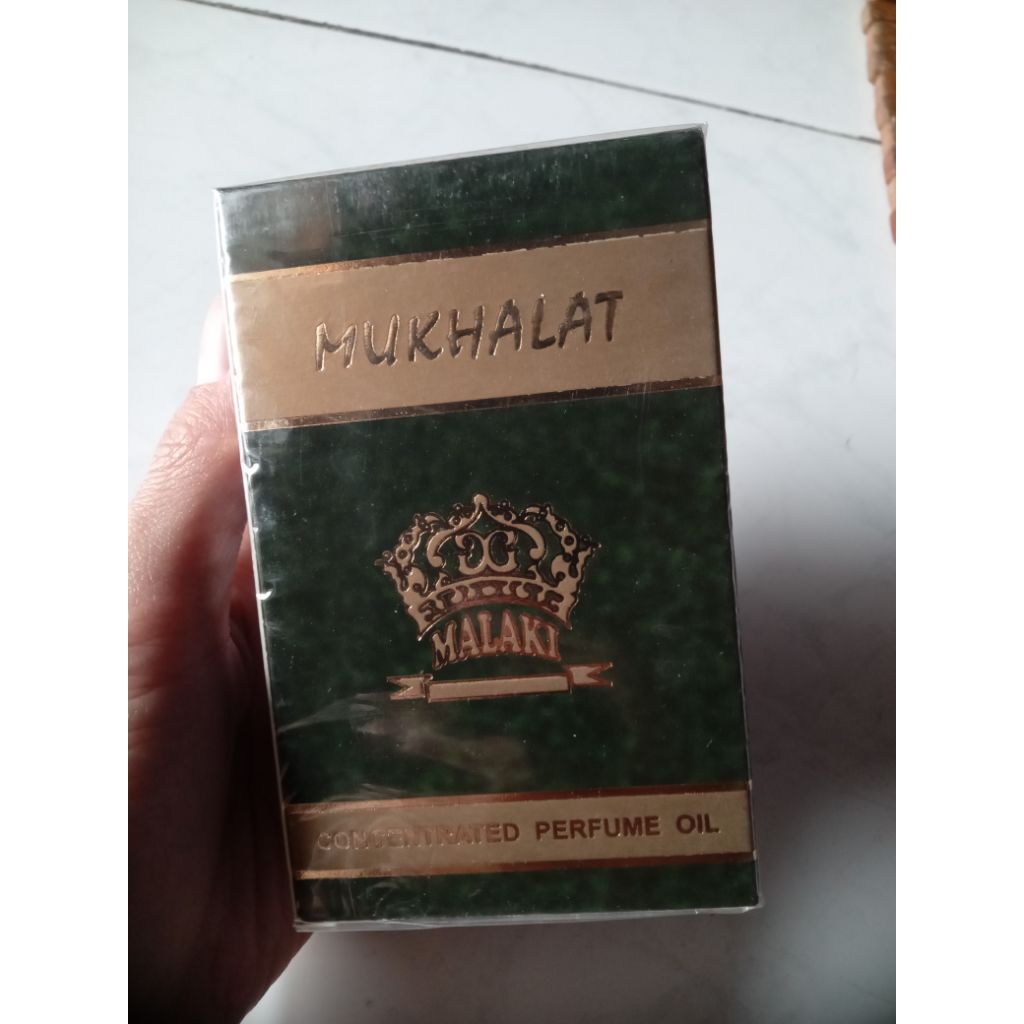 MUKHALAT
MALAKI
CONCENTRATED PERFUME OIL